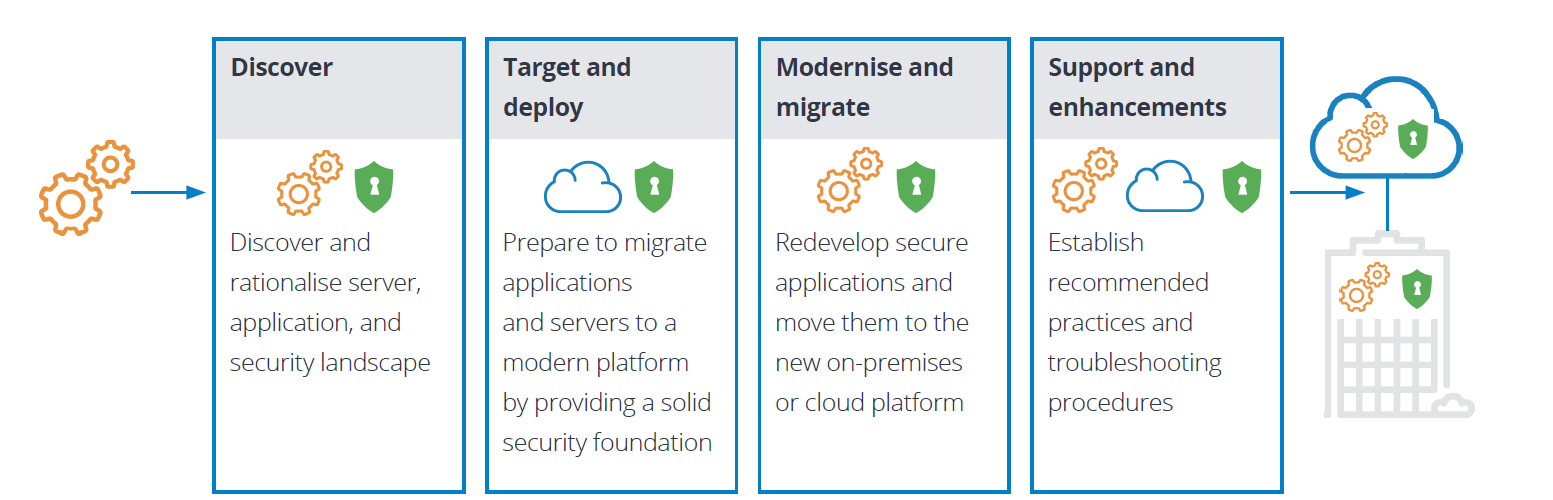 Discover
Discover and
rationalise server,
application, and
security landscape
Target and
deploy
Prepare to migrate
applications
and servers to a
modern platform
by providing a solid
security foundation
Modernise and
migrate
Redevelop secure
applications and
move them to the
new on-premises
or cloud platform
Support and
enhancements
Establish
recommended
practices and
troubleshooting
procedures